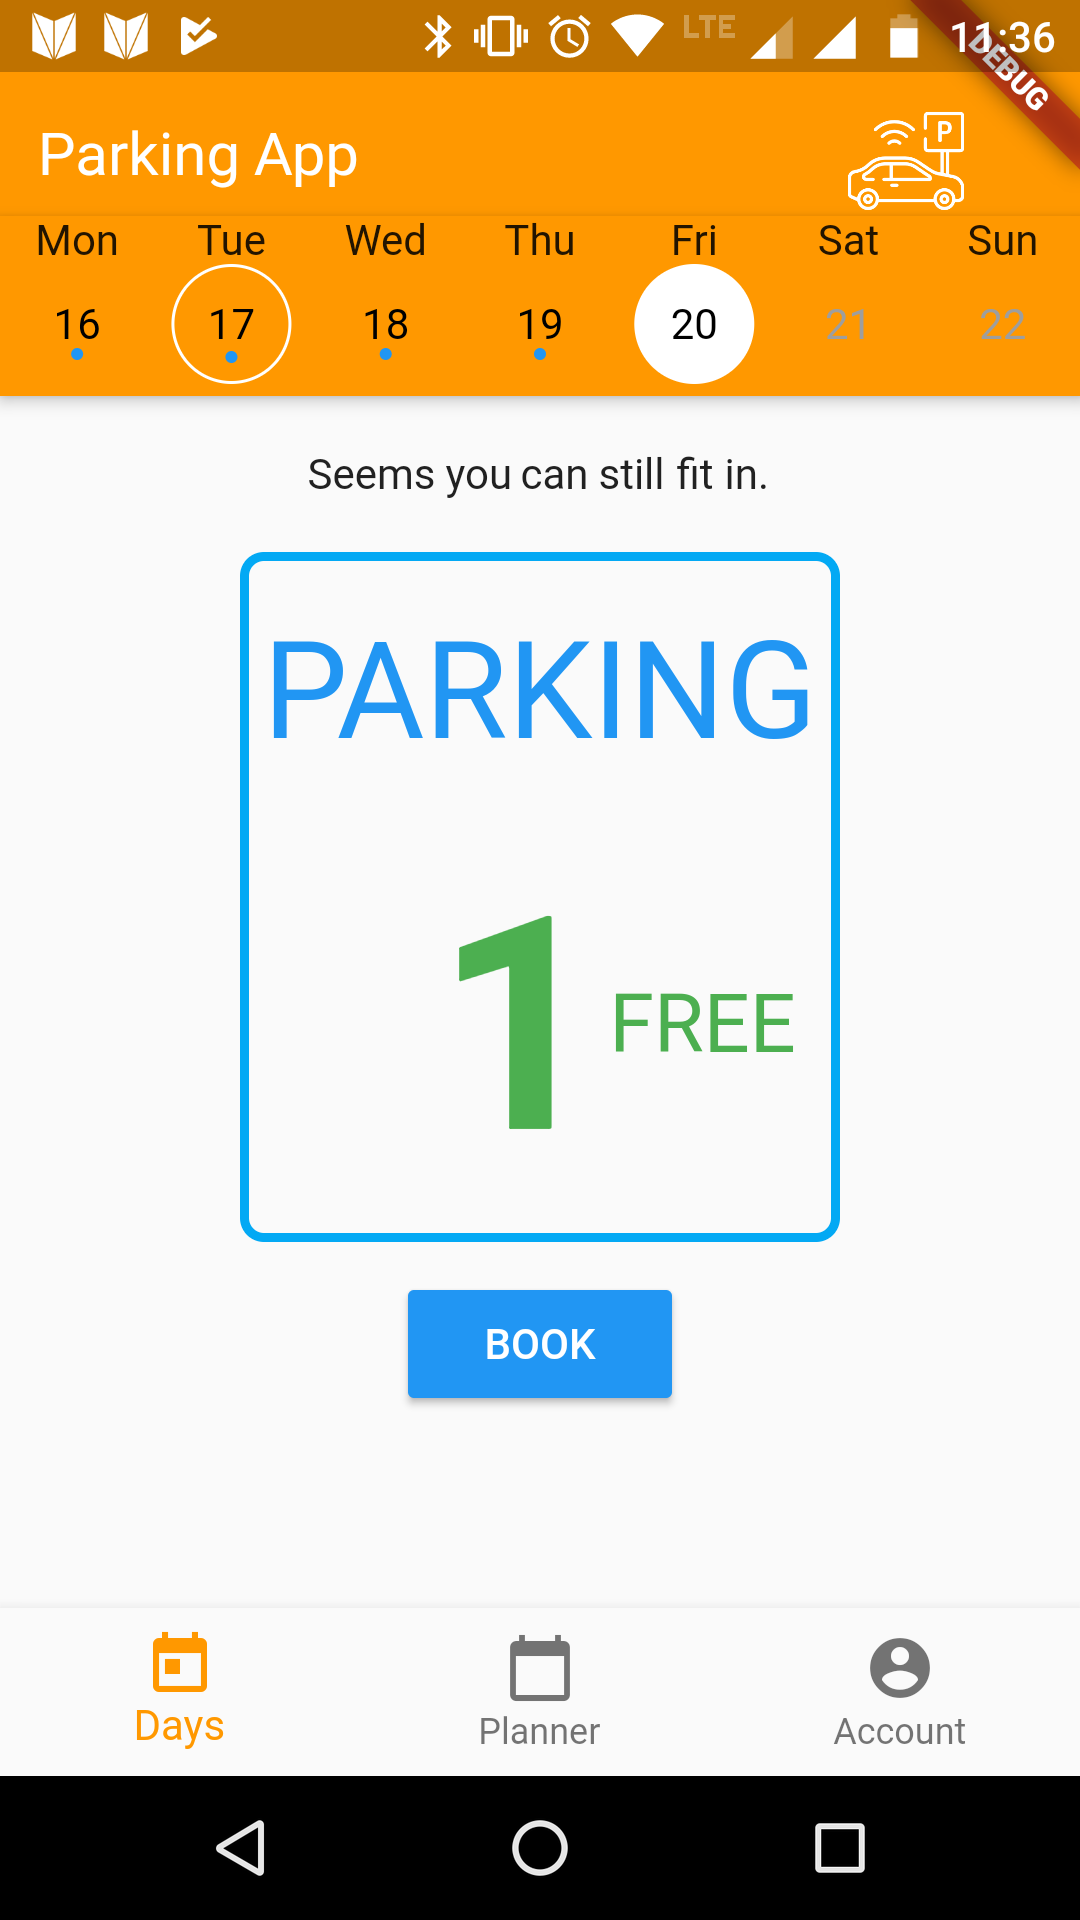 LTE 11:36
DEBUG
Parking App
P
Mon Tue Wed Thu Fri Sat Sun
16 17 18 19 20 21 22
Seems you can still fit in.
PARKING
1 FREE
BOOK
Days Planner Account